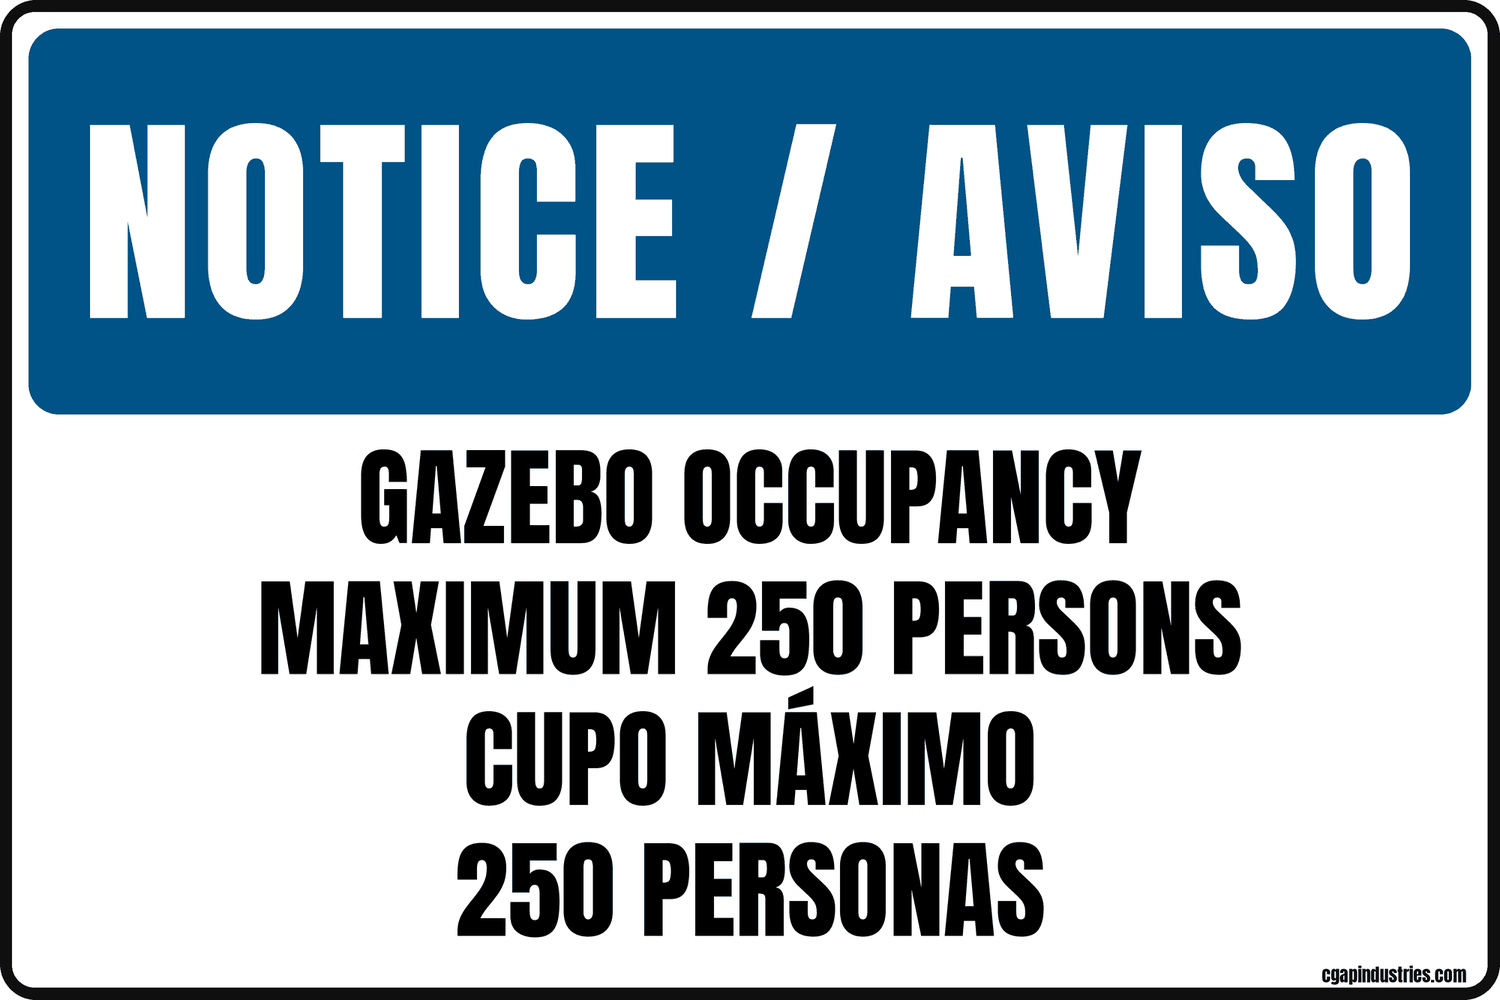 NOTICE / AVISO
GAZEBO OCCUPANCY
MAXIMUM 250 PERSONS
CUPO MÁXIMO
250 PERSONAS
cgapindustries.com